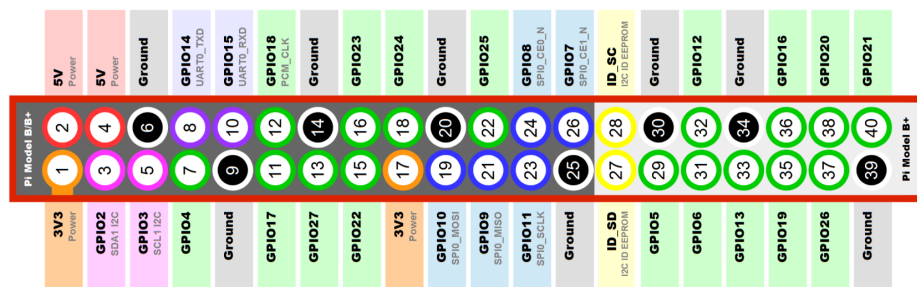 5V
Power
5V
Power
Ground
GPIO14
UART0_TXD
GPIO15
UART0_RXD
GPIO18
PCM_CLK
Ground
GPIO23
GPIO24
Ground
GPIO25
GPIO8
SPI0_CE0_N
GPIO7
SPI0_CE1_N
ID_SC
I2C ID EEPROM
Ground
GPIO12
Ground
GPIO16
GPIO20
GPIO21
Pi Model B/B+
2 4 6 8 10 12 14 16 18 20 22 24 26 28 30 32 34 36 38 40
1 3 5 7 9 11 13 15 17 19 21 23 25 27 29 31 33 35 37 39
Pi Model B+
3V3
Power
GPIO2
SDA1 I2C
GPIO3
SCL1 I2C
GPIO4
Ground
GPIO17
GPIO27
GPIO22
3V3
Power
GPIO10
SPI0_MOSI
GPIO9
SPI0_MISO
GPIO11
SPI0_SCLK
Ground
ID_SD
I2C ID EEPROM
GPIO5
GPIO6
GPIO13
GPIO19
GPIO26
Ground